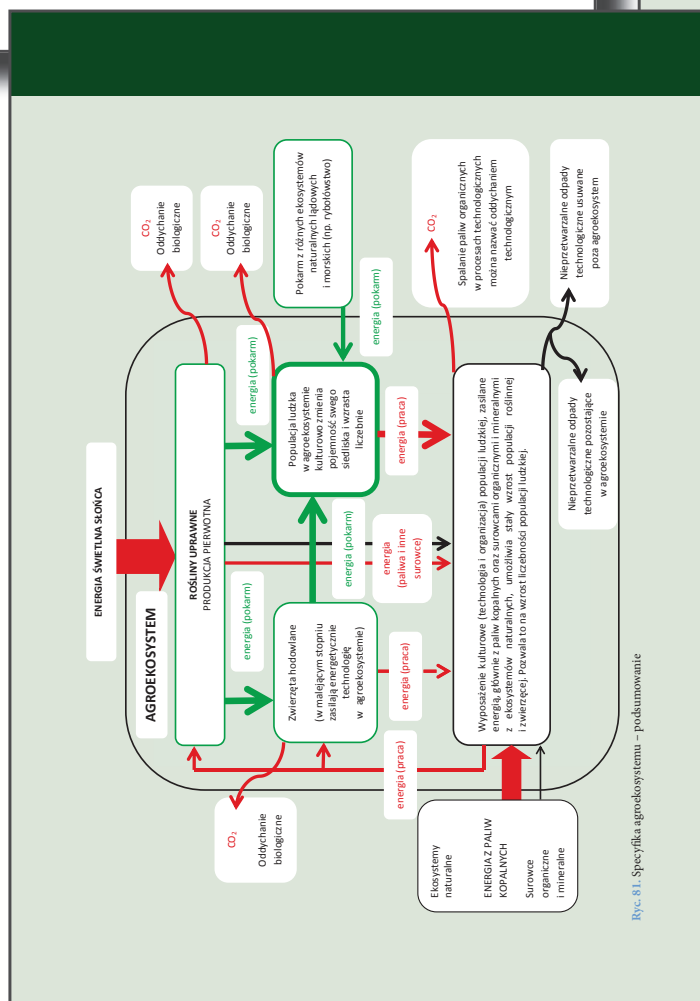 ENERGIA ŚWIETLNA SŁOŃCA
AGROEKOSYSTEM
ROŚLINY UPRAWNE
PRODUKCJA PIERWOTNA
CO₂
Oddychanie
biologiczne
CO₂
Oddychanie
biologiczne
CO₂
Oddychanie
biologiczne
energia (pokarm)
energia (pokarm)
Zwierzęta hodowlane
(w malejącym stopniu
zasilają energetycznie
technologię
w agroekosystemie)
energia (pokarm)
Populacja ludzka
w agroekosystemie
kulturowo zmienia
pojemność swego
siedliska i wzrasta
liczebnie
Pokarm z różnych ekosystemów
naturalnych lądowych
i morskich (np. rybołówstwo)
energia (pokarm)
energia (praca)
energia (praca)
energia
(paliwa i inne
surowce)
energia (praca)
Ekosystemy
naturalne
ENERGIA Z PALIW
KOPALNYCH
Surowce
organiczne
i mineralne
Wyposażenie kulturowe (technologia i organizacja) populacji ludzkiej, zasilane
energią, głównie z paliw kopalnych oraz surowcami organicznymi i mineralnymi
z ekosystemów naturalnych, umożliwia stały wzrost populacji roślinnej
i zwierzęcej. Pozwala to na wzrost liczebności populacji ludzkiej.
CO₂
Spalanie paliw organicznych
w procesach technologicznych
można nazwać oddychaniem
technologicznym
Nieprzetwarzalne odpady
technologiczne pozostające
w agroekosystemie
Nieprzetwarzalne odpady
technologiczne usuwane
poza agroekosystem
Ryc. 81. Specyfika agroekosystemu – podsumowanie